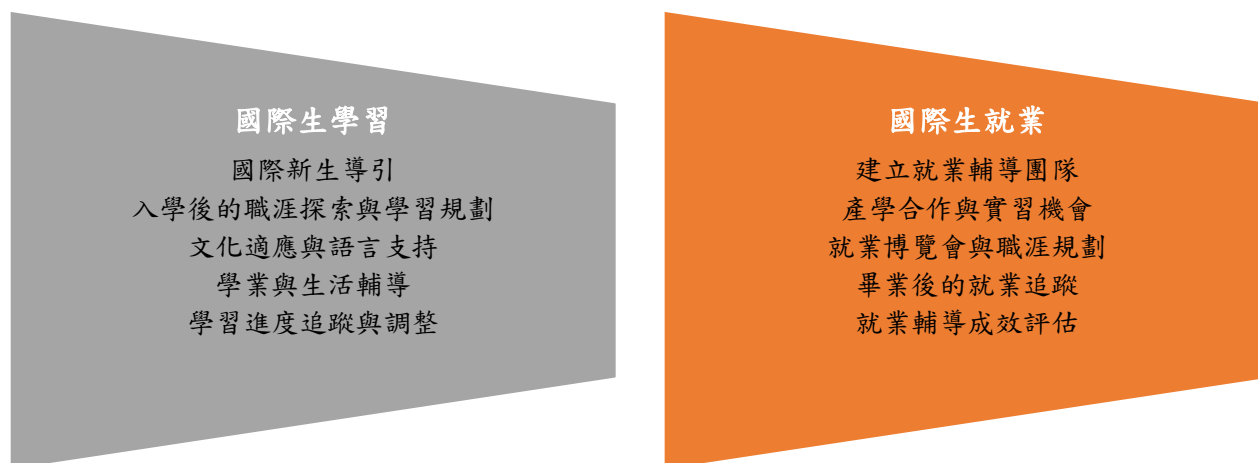 國際生學習
國際新生導引
入學後的職涯探索與學習規劃
文化適應與語言支持
學業與生活輔導
學習進度追蹤與調整
國際生就業
建立就業輔導團隊
產學合作與實習機會
就業博覽會與職涯規劃
畢業後的就業追蹤
就業輔導成效評估